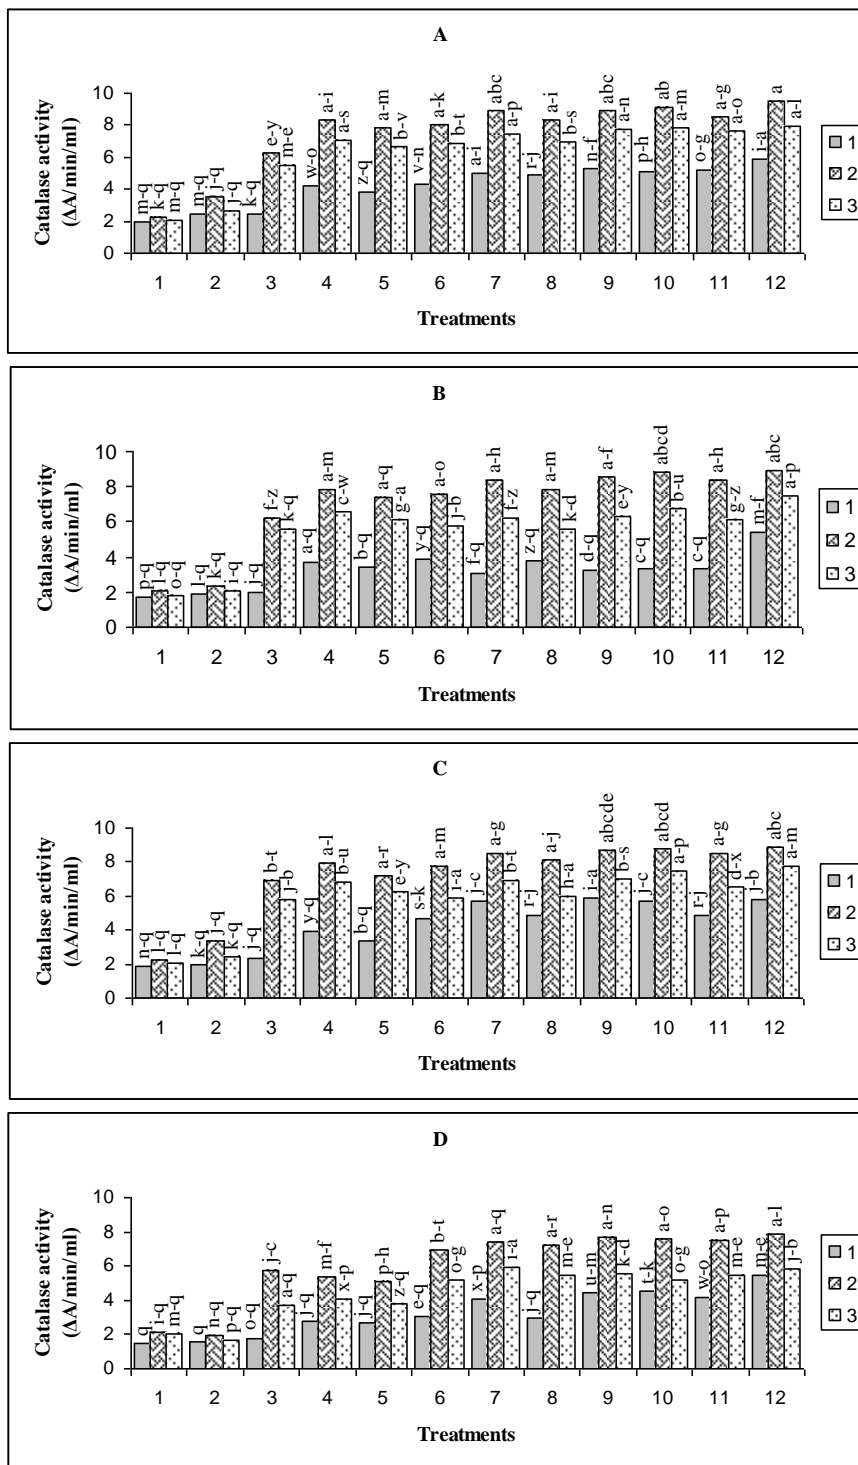 A
Catalase activity
(ΔA/min/ml)
10
8
6
4
2
0
m-q k-q m-q m-q j-q j-q k-q e-y m-e w-o a-i a-s z-q a-m b-v v-n a-k b-t a-i abc a-p r-j a-i b-s n-f abc a-n p-h ab a-m o-g a-g a-o i-a a a-l
1 2 3 4 5 6 7 8 9 10 11 12
Treatments
1
2
3
B
Catalase activity
(ΔA/min/ml)
10
8
6
4
2
0
p-q l-q o-q l-q k-q i-q j-q f-z k-q a-q a-m c-w b-q a-q g-a y-q a-o j-b f-q a-h f-z z-q a-m k-d d-q a-f e-y c-q abcd b-u c-q a-h g-z m-f abc a-p
1 2 3 4 5 6 7 8 9 10 11 12
Treatments
1
2
3
C
Catalase activity
(ΔA/min/ml)
10
8
6
4
2
0
n-q l-q l-q k-q j-q k-q j-q b-t j-b y-q a-l b-u b-q a-r e-y s-k a-m i-a j-c a-g b-t r-j a-j h-a i-a abcde b-s j-c abcd a-p r-j a-g d-x j-b abc a-m
1 2 3 4 5 6 7 8 9 10 11 12
Treatments
1
2
3
D
Catalase activity
(ΔA/min/ml)
10
8
6
4
2
0
q i-q m-q q n-q p-q o-q j-c a-q j-q m-f x-p j-q p-h z-q e-q b-t o-g x-p a-q i-a j-q a-r m-e u-m a-n k-d t-k a-o o-g w-o a-p m-e m-e a-l j-b
1 2 3 4 5 6 7 8 9 10 11 12
Treatments
1
2
3